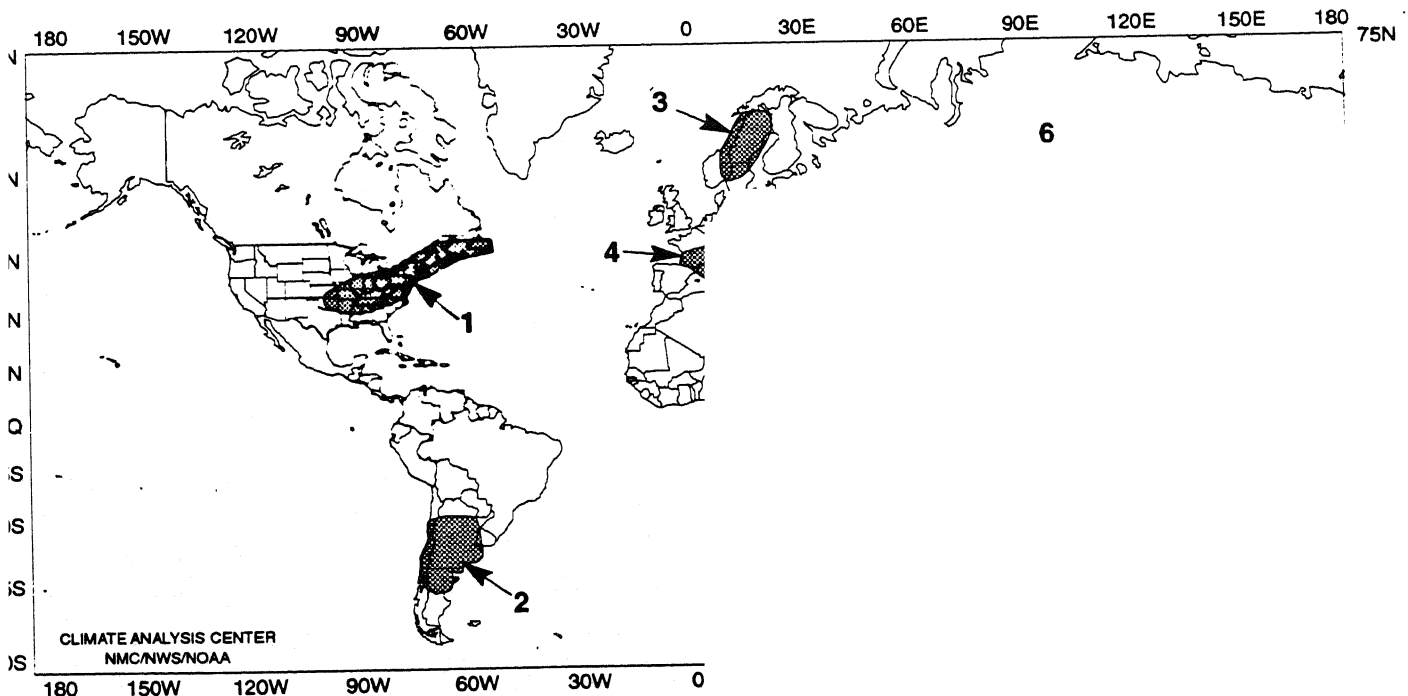 180 150W 120W 90W 60W 30W 0 30E 60E 90E 120E 150E 180
75N
N
3
6
N
4
N
1
N
N
Q
S
S
2
S
CLIMATE ANALYSIS CENTER
NMC/NWS/NOAA
S
180 150W 120W 90W 60W 30W 0